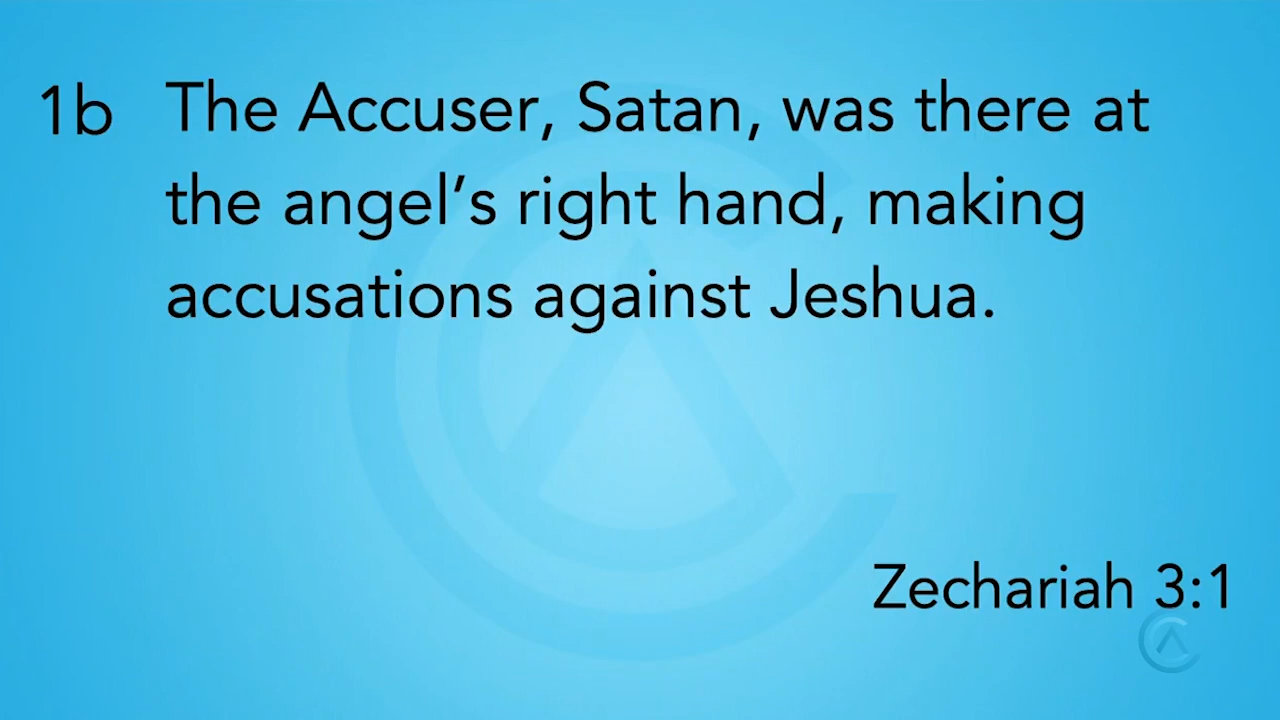 1b The Accuser, Satan, was there at
the angel’s right hand, making
accusations against Jeshua.
Zechariah 3:1